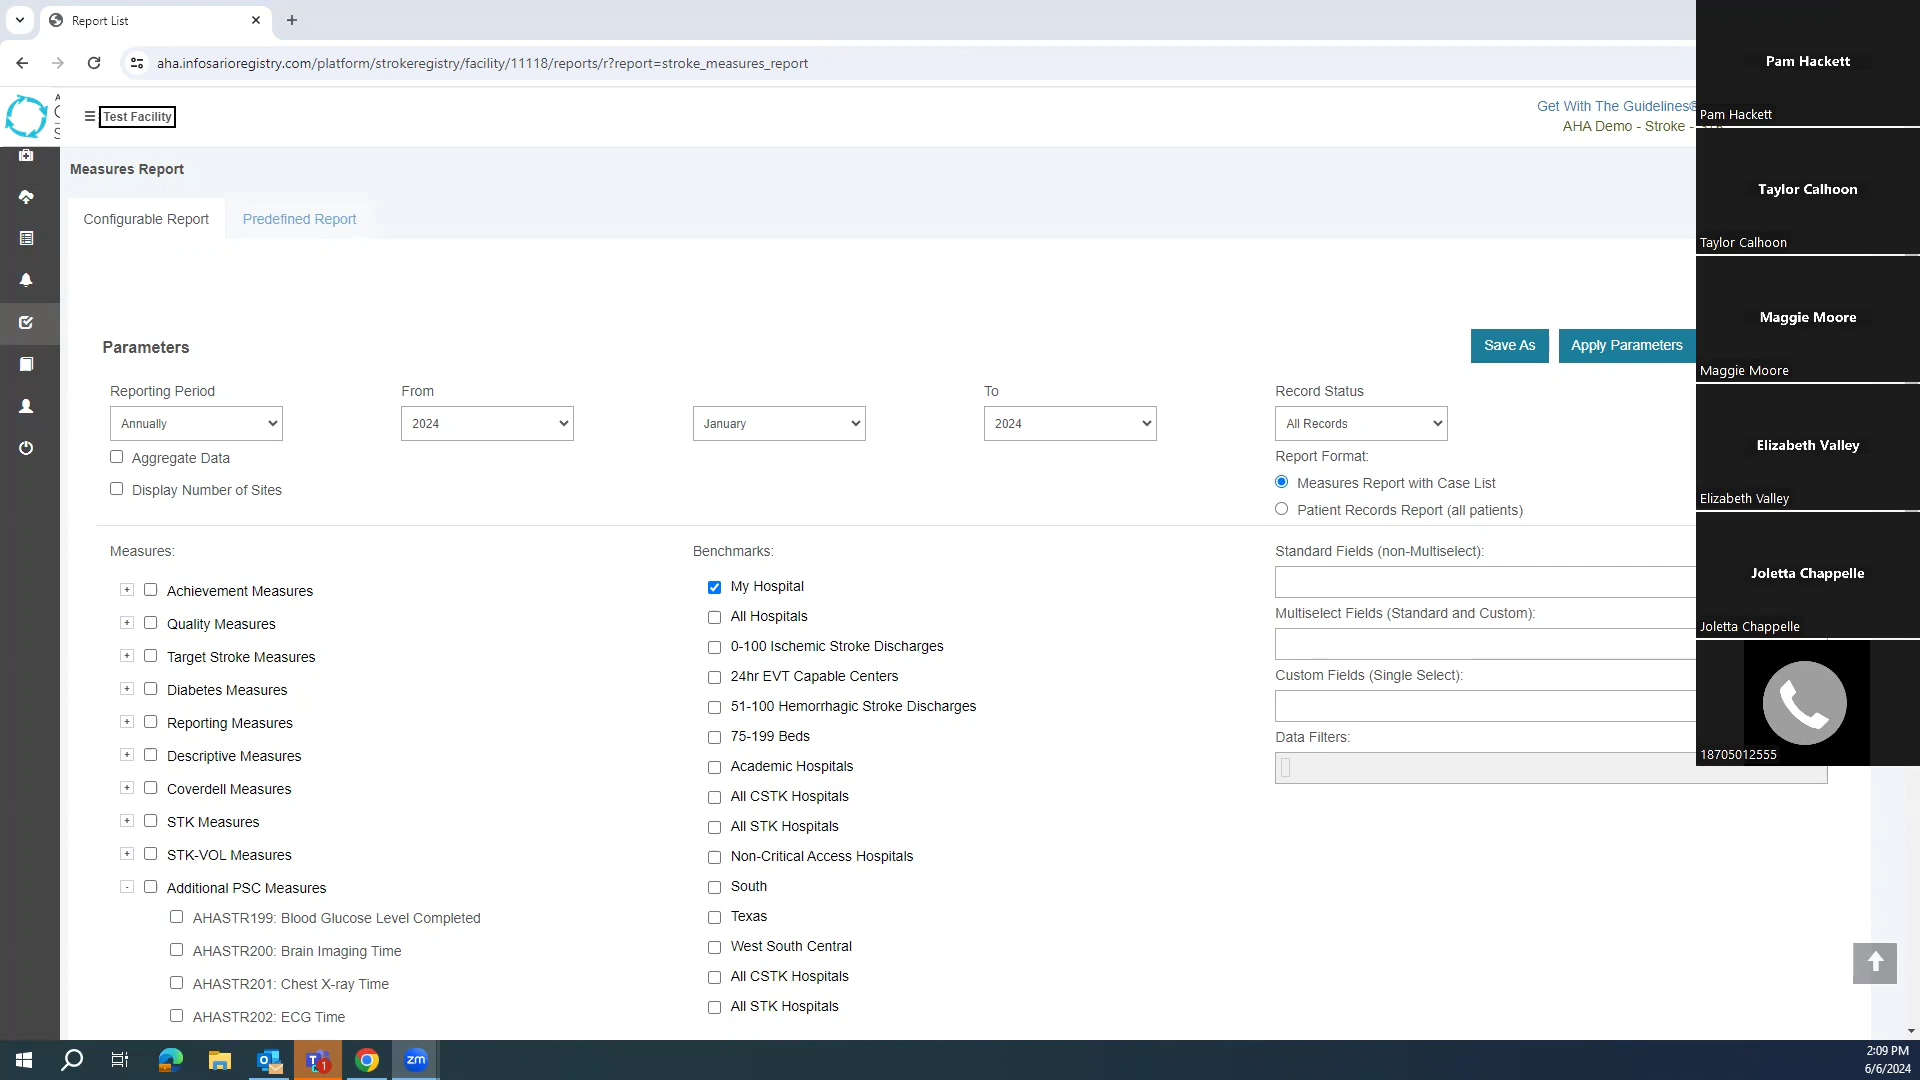 Report List
aha.infosarioregistry.com/platform/strokeregistry/facility/11118/reports/r?report=stroke_measures_report
Test Facility
Get With The Guidelines®
AHA Demo - Stroke -
Measures Report
Configurable Report
Predefined Report
Parameters
Save As
Apply Parameters
Reporting Period
From
To
Record Status
Annually
2024
January
2024
All Records
Aggregate Data
Display Number of Sites
Report Format:
Measures Report with Case List
Patient Records Report (all patients)
Measures:
Achievement Measures
Quality Measures
Target Stroke Measures
Diabetes Measures
Reporting Measures
Descriptive Measures
Coverdell Measures
STK Measures
STK-VOL Measures
Additional PSC Measures
AHASTR199: Blood Glucose Level Completed
AHASTR200: Brain Imaging Time
AHASTR201: Chest X-ray Time
AHASTR202: ECG Time
Benchmarks:
My Hospital
All Hospitals
0-100 Ischemic Stroke Discharges
24hr EVT Capable Centers
51-100 Hemorrhagic Stroke Discharges
75-199 Beds
Academic Hospitals
All CSTK Hospitals
All STK Hospitals
Non-Critical Access Hospitals
South
Texas
West South Central
All CSTK Hospitals
All STK Hospitals
Standard Fields (non-Multiselect):
Multiselect Fields (Standard and Custom):
Custom Fields (Single Select):
Data Filters:
Pam Hackett
Pam Hackett
Taylor Calhoon
Taylor Calhoon
Maggie Moore
Maggie Moore
Elizabeth Valley
Elizabeth Valley
Joletta Chappelle
Joletta Chappelle
18705012555
zm
2:09 PM
6/6/2024